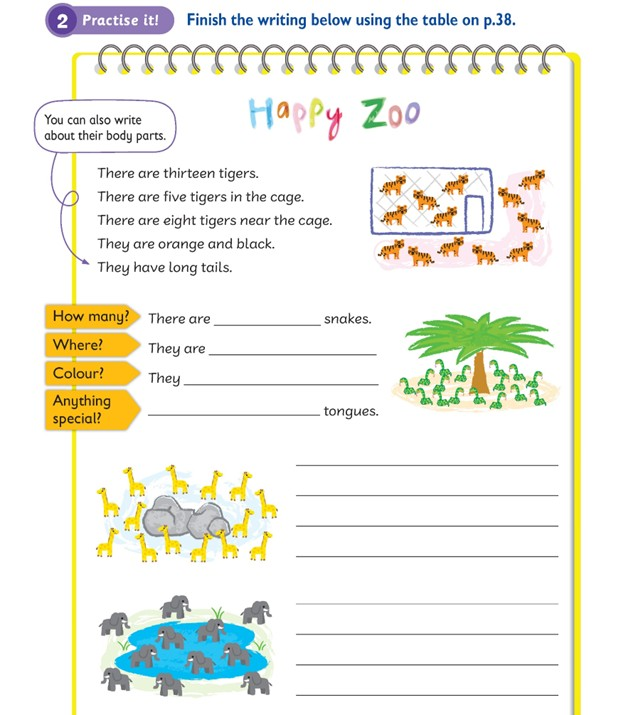 2 Practise it! Finish the writing below using the table on p.38.
Happy Zoo
You can also write
about their body parts.
There are thirteen tigers.
There are five tigers in the cage.
There are eight tigers near the cage.
They are orange and black.
They have long tails.
How many? There are ____________ snakes.
Where? They are ____________
Colour? They ____________
Anything
special? ____________ tongues.